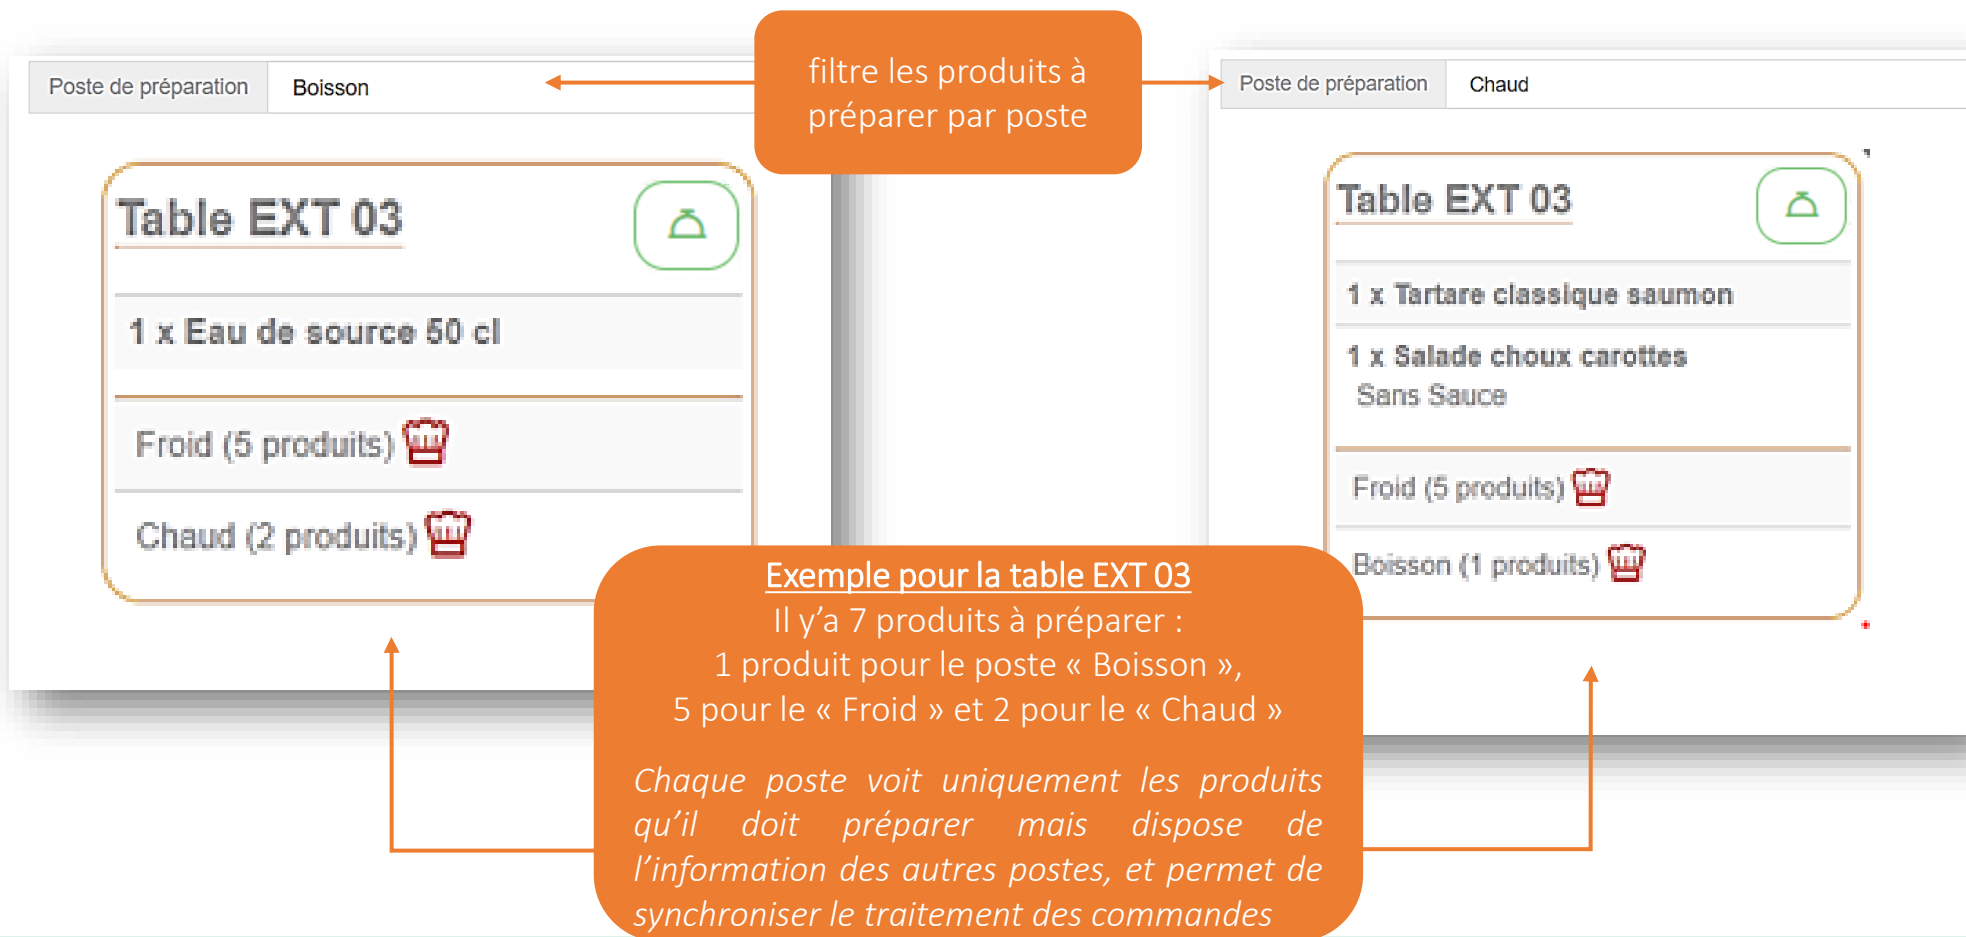 filtre les produits à
préparer par poste
Poste de préparation Boisson
Table EXT 03
1 x Eau de source 50 cl
Froid (5 produits)
Chaud (2 produits)
Poste de préparation Chaud
Table EXT 03
1 x Tartare classique saumon
1 x Salade choux carottes
Sans Sauce
Froid (5 produits)
Boisson (1 produits)
Exemple pour la table EXT 03
Il y’a 7 produits à préparer :
1 produit pour le poste « Boisson »,
5 pour le « Froid » et 2 pour le « Chaud »
Chaque poste voit uniquement les produits
qu’il doit préparer mais dispose de
l’information des autres postes, et permet de
synchroniser le traitement des commandes